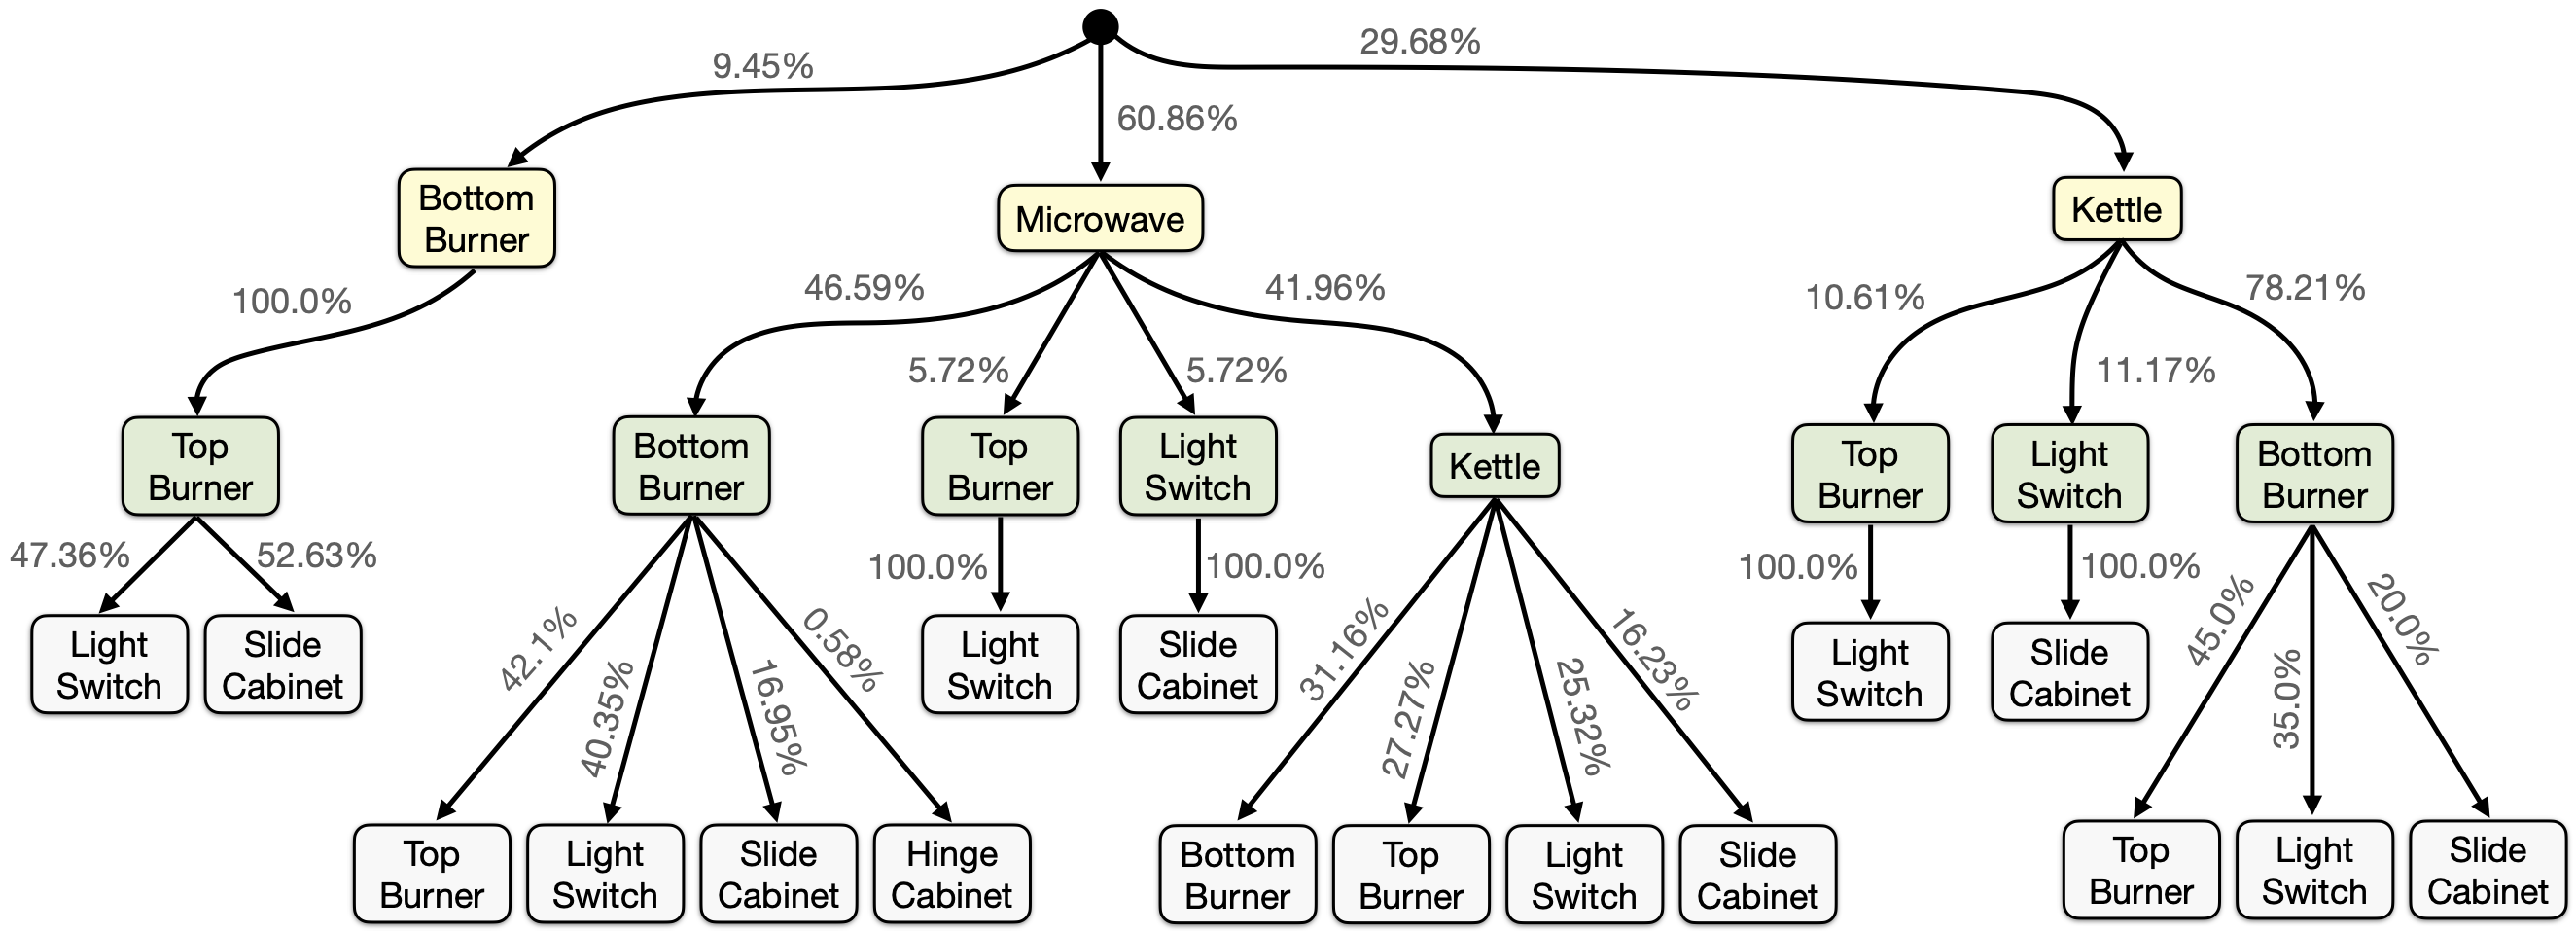 29.68%
9.45%
60.86%
Bottom
Burner
Microwave
Kettle
100.0%
46.59%
41.96%
10.61%
78.21%
5.72%
5.72%
11.17%
Top
Burner
Bottom
Burner
Top
Burner
Light
Switch
Kettle
Top
Burner
Light
Switch
Bottom
Burner
47.36%
52.63%
100.0%
100.0%
100.0%
100.0%
Light
Switch
Slide
Cabinet
42.1%
40.35%
16.95%
0.58%
Light
Switch
Slide
Cabinet
31.16%
27.27%
25.32%
16.23%
Light
Switch
Slide
Cabinet
45.0%
35.0%
20.0%
Top
Burner
Light
Switch
Slide
Cabinet
Hinge
Cabinet
Bottom
Burner
Top
Burner
Light
Switch
Slide
Cabinet
Top
Burner
Light
Switch
Slide
Cabinet